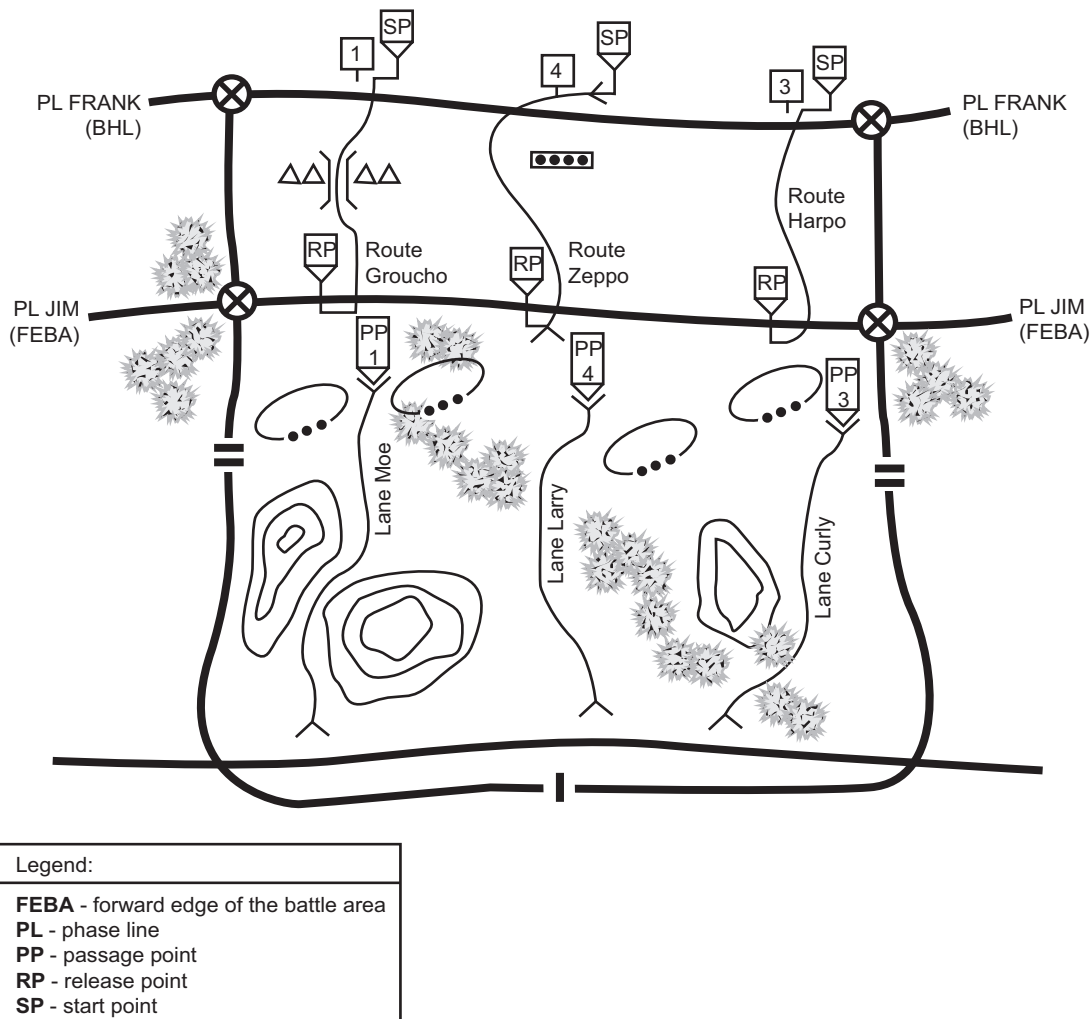 SP
1
SP
4
SP
3
PL FRANK
(BHL)
PL FRANK
(BHL)
Route
Harpo
RP
Route
Groucho
RP
Route
Zeppo
RP
PL JIM
(FEBA)
PL JIM
(FEBA)
PP
1
PP
4
PP
3
Lane Moe
Lane Larry
Lane Curly
Legend:
FEBA - forward edge of the battle area
PL - phase line
PP - passage point
RP - release point
SP - start point